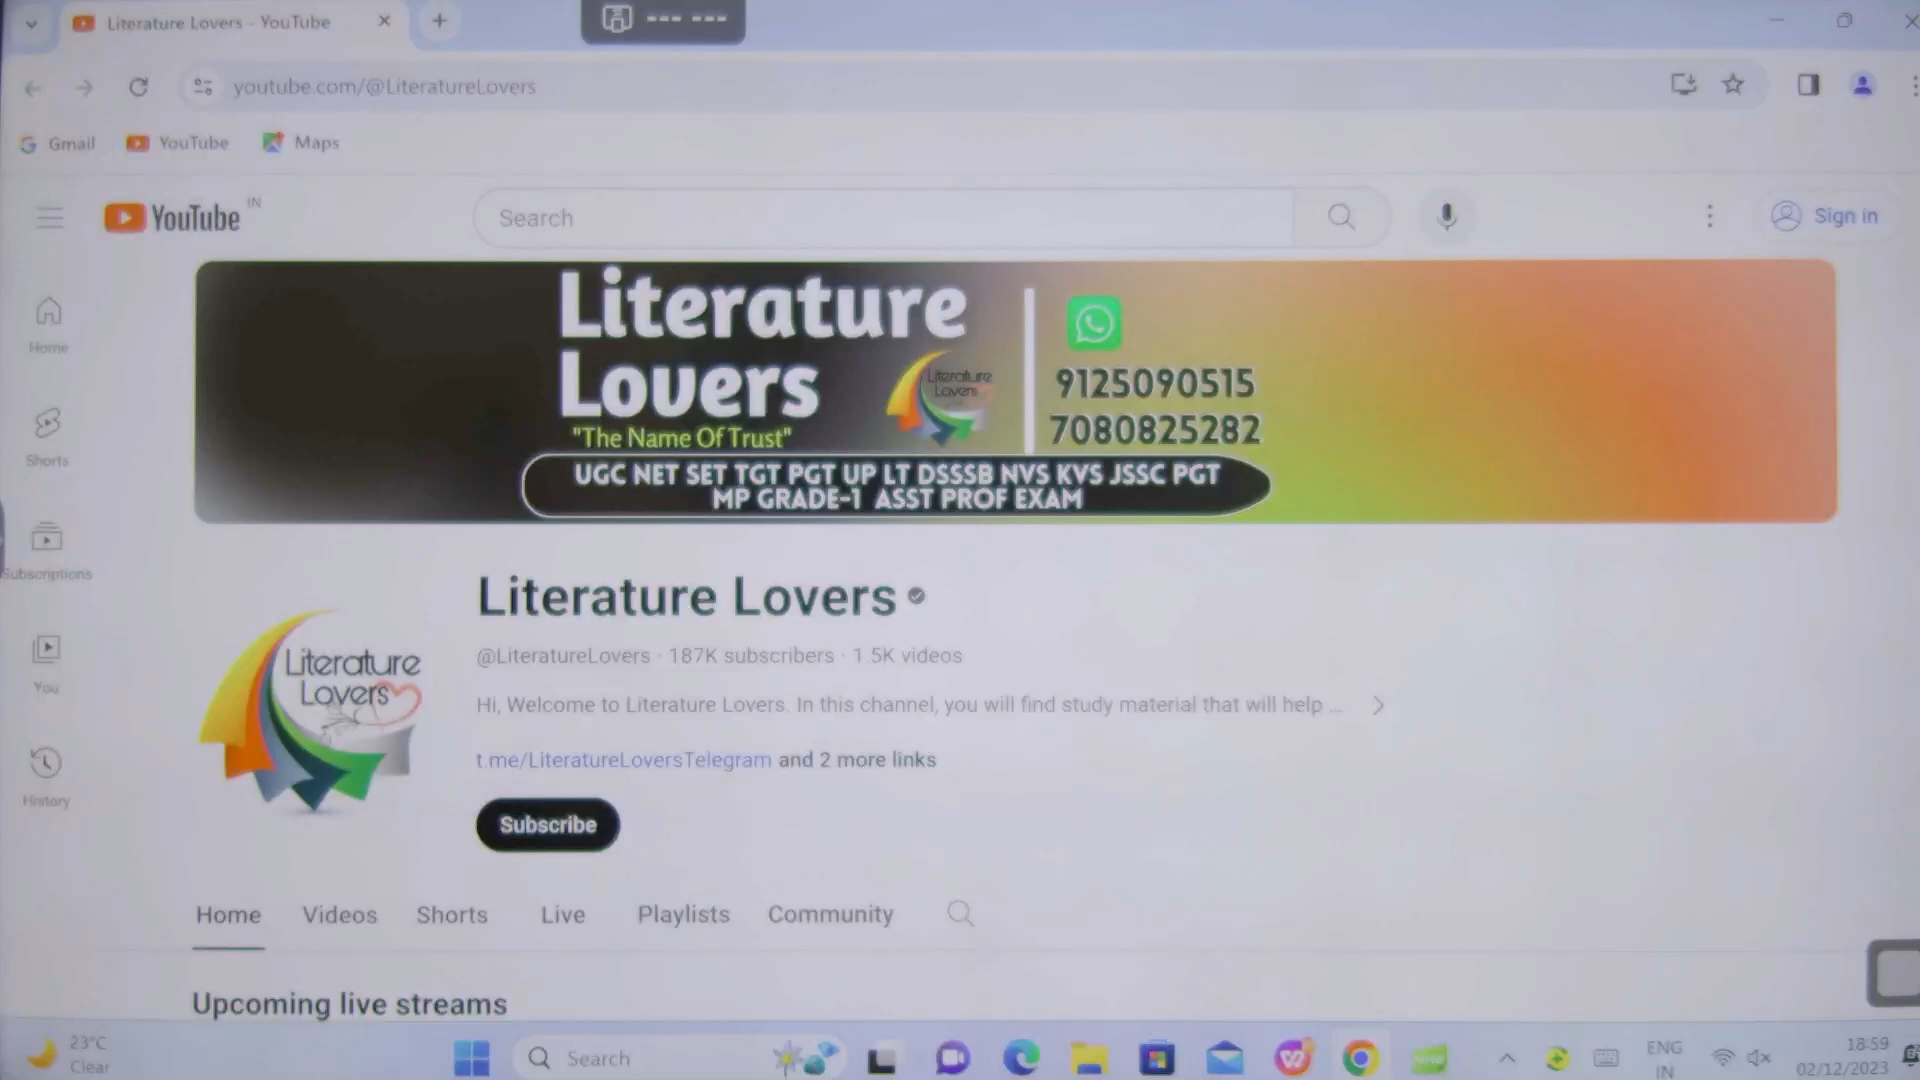 Literature Lovers - YouTube
youtube.com/@LiteratureLovers
Gmail
YouTube
Maps
YouTube IN
Search
Sign in
Home
Shorts
Subscriptions
You
History
Literature
Lovers
"The Name Of Trust"
Literature
Lovers
9125090515
7080825282
UGC NET SET TGT PGT UP LT DSSSB NVS KVS JSSC PGT
MP GRADE-1 ASST PROF EXAM
Literature
Lovers
Literature Lovers
@LiteratureLovers · 187K subscribers · 1.5K videos
Hi, Welcome to Literature Lovers. In this channel, you will find study material that will help ...
t.me/LiteratureLoversTelegram and 2 more links
Subscribe
Home Videos Shorts Live Playlists Community
Upcoming live streams
23°C
Clear
Search
ENG
IN
18:59
02/12/2023